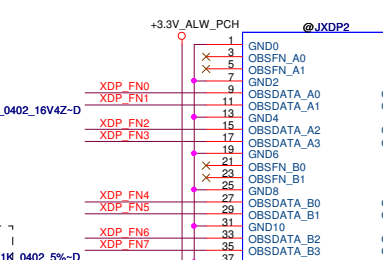 +3.3V_ALW_PCH
@JXDP2
1 GND0
3 OBSFN_A0
5 OBSFN_A1
7 GND2
XDP_FN0 9 OBSDATA_A0
XDP_FN1 11 OBSDATA_A1
_0402_16V4Z~D
13 GND4
XDP_FN2 15 OBSDATA_A2
XDP_FN3 17 OBSDATA_A3
19 GND6
21 OBSFN_B0
23 OBSFN_B1
25 GND8
XDP_FN4 27 OBSDATA_B0
XDP_FN5 29 OBSDATA_B1
31 GND10
XDP_FN6 33 OBSDATA_B2
XDP_FN7 35 OBSDATA_B3
1K_0402_5%~D
37